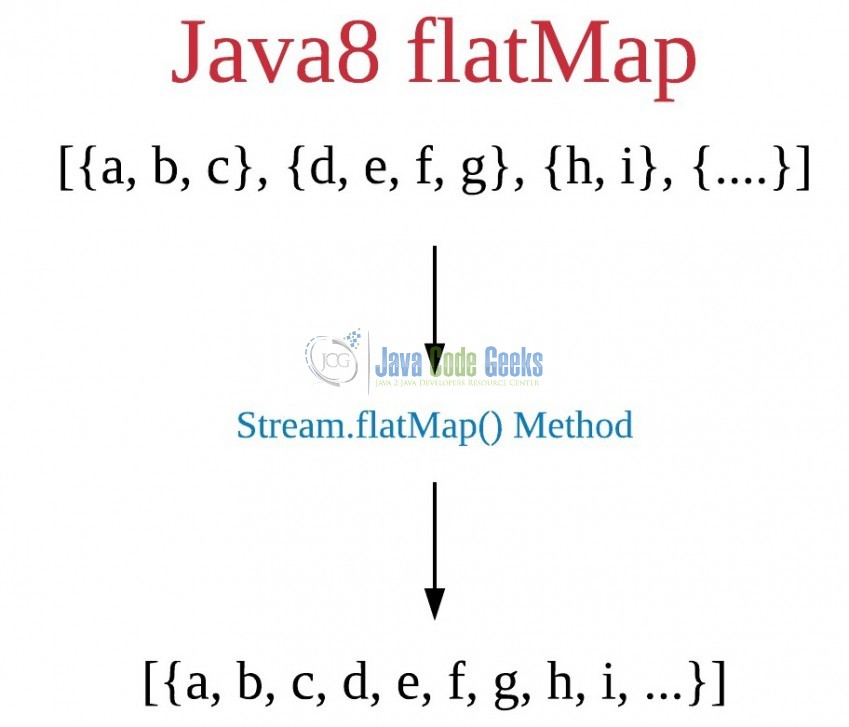 Java8 flatMap
[{a, b, c}, {d, e, f, g}, {h, i}, {....}]
JCG
Java Code Geeks
Java 2 Java Developers Resource Center
Stream.flatMap() Method
[{a, b, c, d, e, f, g, h, i, ...}]